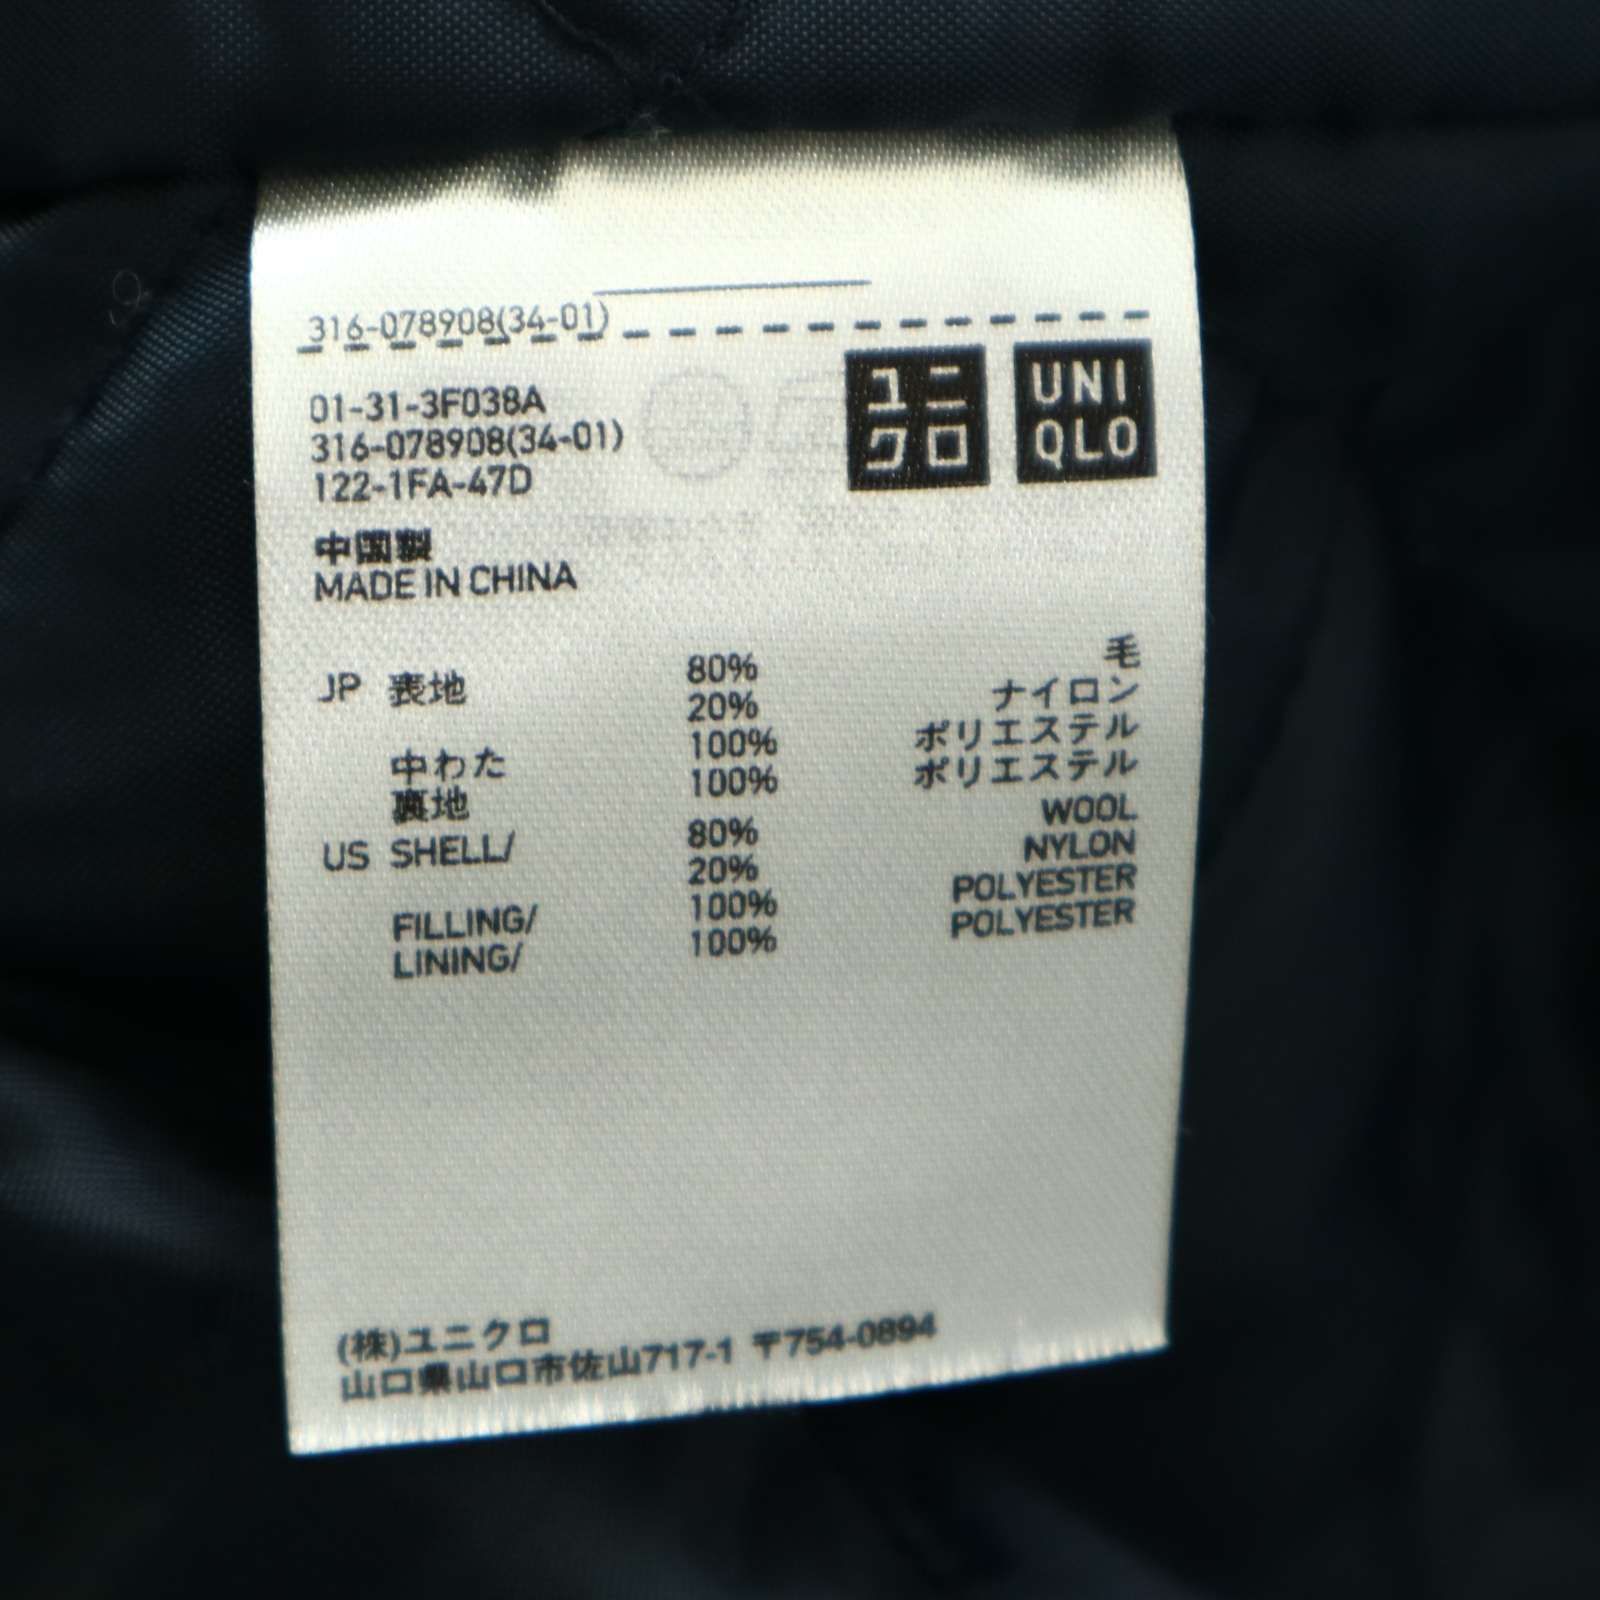 316-078908(34-01)
01-31-3F038A
316-078908(34-01)
122-1FA-47D
ユニ
クロ
UNI
QLO
中国製
MADE IN CHINA
JP 表地 80% 毛
20% ナイロン
中わた 100% ポリエステル
裏地 100% ポリエステル
US SHELL/ 80% WOOL
20% NYLON
FILLING/ 100% POLYESTER
LINING/ 100% POLYESTER
(株)ユニクロ
山口県山口市佐山717-1 〒754-0894